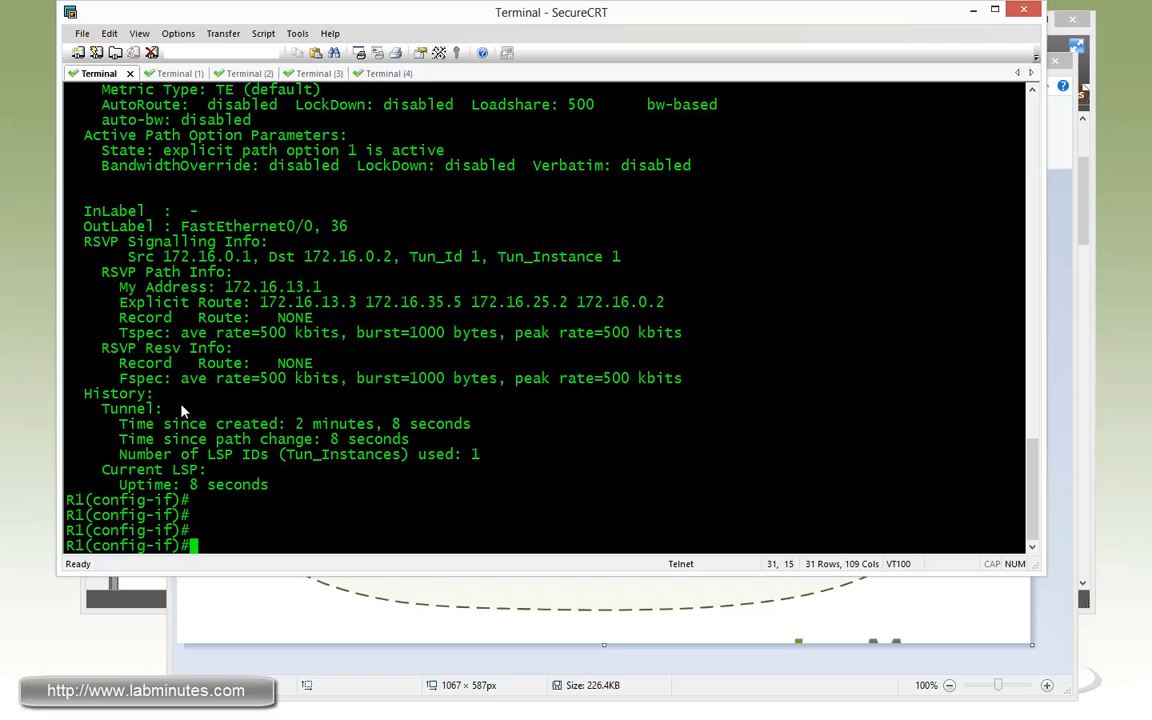 Terminal - SecureCRT
File Edit View Options Transfer Script Tools Help
Terminal Terminal (1) Terminal (2) Terminal (3) Terminal (4)
Metric Type: TE (default)
AutoRoute: disabled LockDown: disabled Loadshare: 500 bw-based
auto-bw: disabled
Active Path Option Parameters:
State: explicit path option 1 is active
BandwidthOverride: disabled LockDown: disabled Verbatim: disabled
InLabel : -
OutLabel : FastEthernet0/0, 36
RSVP Signalling Info:
Src 172.16.0.1, Dst 172.16.0.2, Tun_Id 1, Tun_Instance 1
RSVP Path Info:
My Address: 172.16.13.1
Explicit Route: 172.16.13.3 172.16.35.5 172.16.25.2 172.16.0.2
Record Route: NONE
Tspec: ave rate=500 kbits, burst=1000 bytes, peak rate=500 kbits
RSVP Resv Info:
Record Route: NONE
Fspec: ave rate=500 kbits, burst=1000 bytes, peak rate=500 kbits
History:
Tunnel:
Time since created: 2 minutes, 8 seconds
Time since path change: 8 seconds
Number of LSP IDs (Tun_Instances) used: 1
Current LSP:
Uptime: 8 seconds
R1(config-if)#
R1(config-if)#
R1(config-if)#
R1(config-if)#
Ready Telnet 31, 15 31 Rows, 109 Cols VT100 CAP NUM
http://www.labminutes.com
1067 × 587px Size: 226.4KB 100%